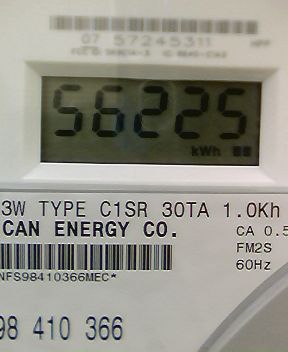 07 57245311
56225
kWh
3W TYPE C1SR 30TA 1.0Kh
CAN ENERGY CO.
CA 0.5
FM2S
60Hz
NFS98410366MEC*
98 410 366